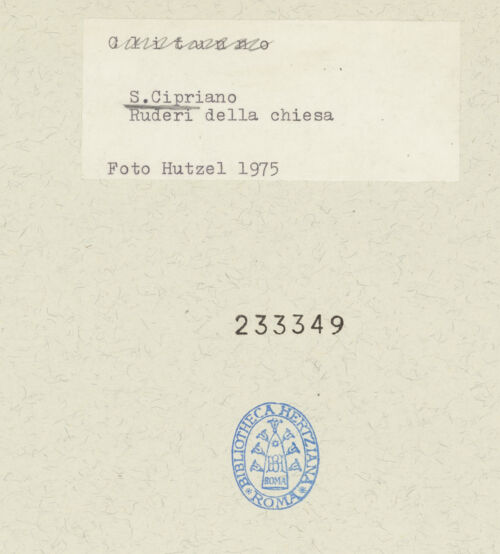 S.Cipriano
Ruderi della chiesa
Foto Hutzel 1975
233349
BIBLIOTHECA HERTZIANA
ROMA
ROMA